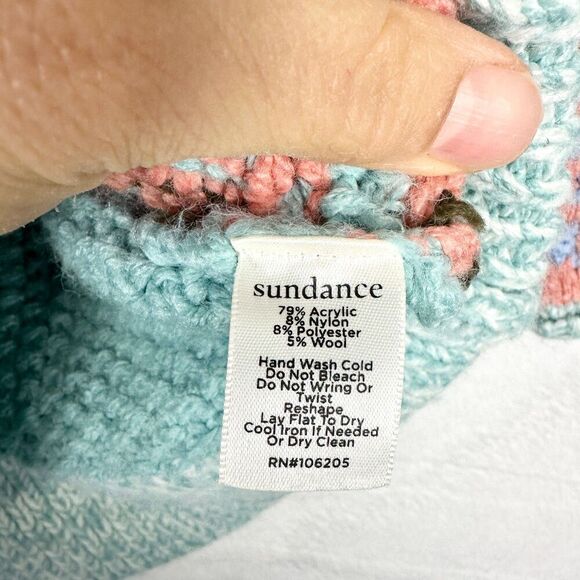 sundance
79% Acrylic
8% Nylon
8% Polyester
5% Wool
Hand Wash Cold
Do Not Bleach
Do Not Wring Or
Twist
Reshape
Lay Flat To Dry
Cool Iron If Needed
Or Dry Clean
RN#106205